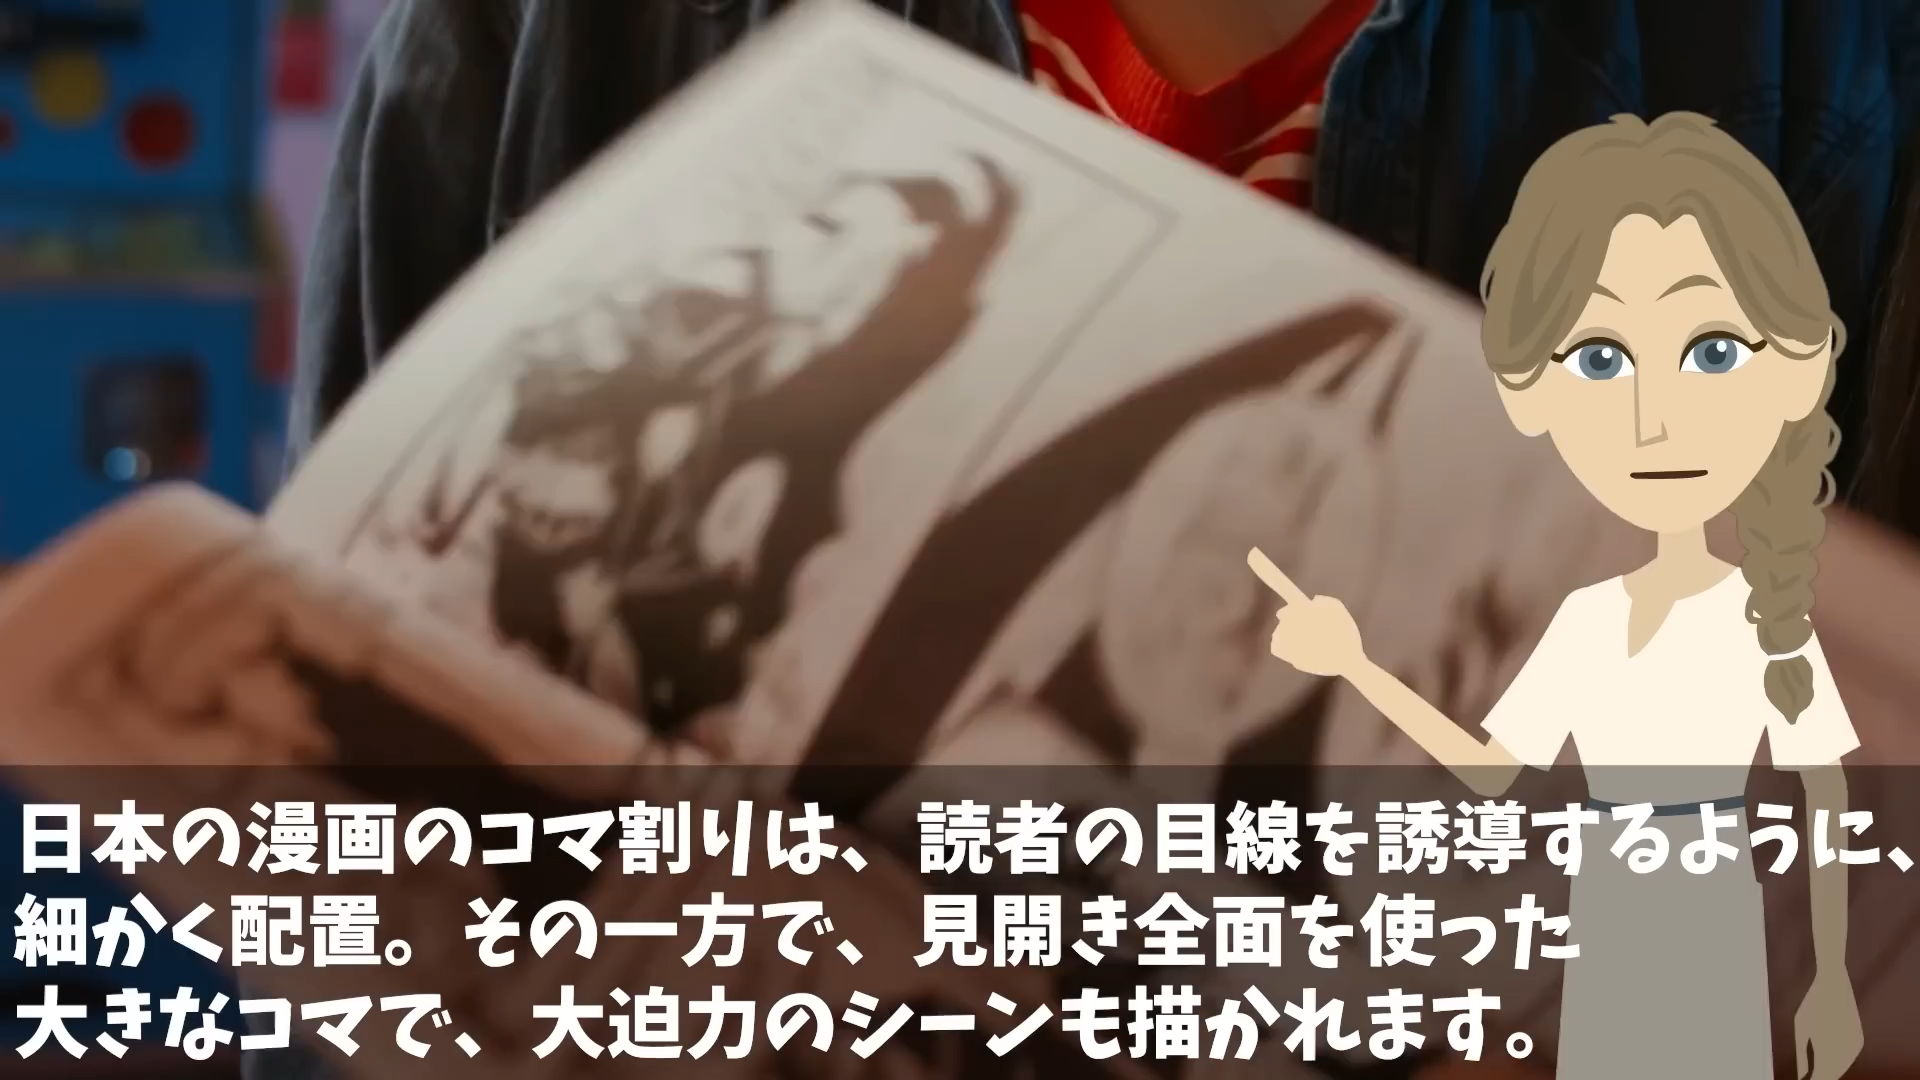 日本の漫画のコマ割りは、読者の目線を誘導するように、
細かく配置。その一方で、見開き全面を使った
大きなコマで、大迫力のシーンも描かれます。